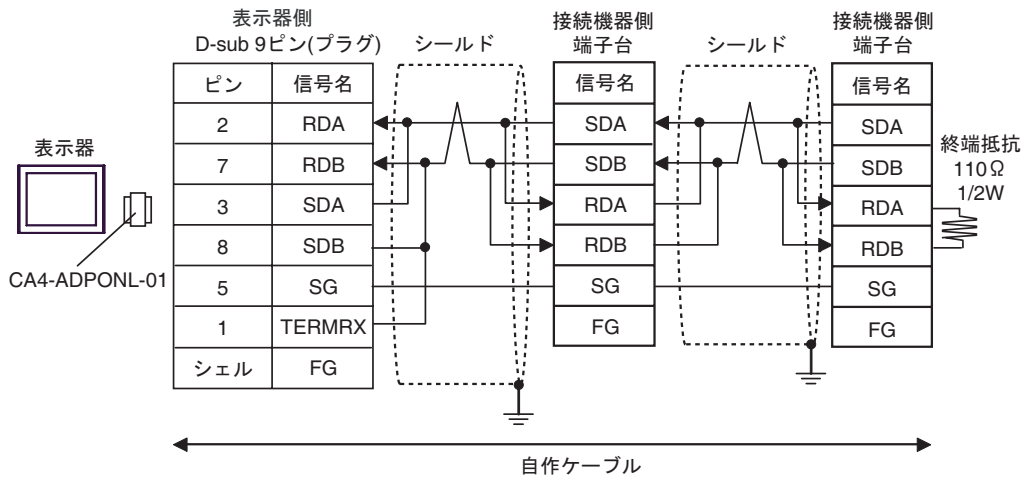 表示器側
D-sub 9ピン(プラグ)
シールド
接続機器側
端子台
シールド
接続機器側
端子台
ピン 信号名
2 RDA
7 RDB
3 SDA
8 SDB
5 SG
1 TERMRX
シェル FG
信号名
SDA
SDB
RDA
RDB
SG
FG
信号名
SDA
SDB
RDA
RDB
SG
FG
表示器
CA4-ADPONL-01
終端抵抗
110Ω
1/2W
自作ケーブル